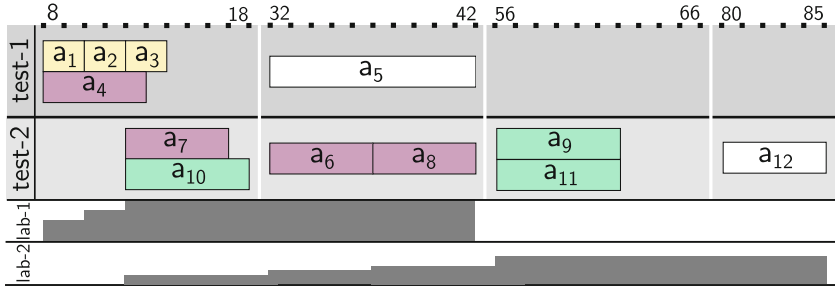 8 18 32 42 56 66 80 85
test-1
a1 a2 a3
a4
a5
test-2
a7
a10
a6 a8
a9
a11
a12
lab-1
lab-2